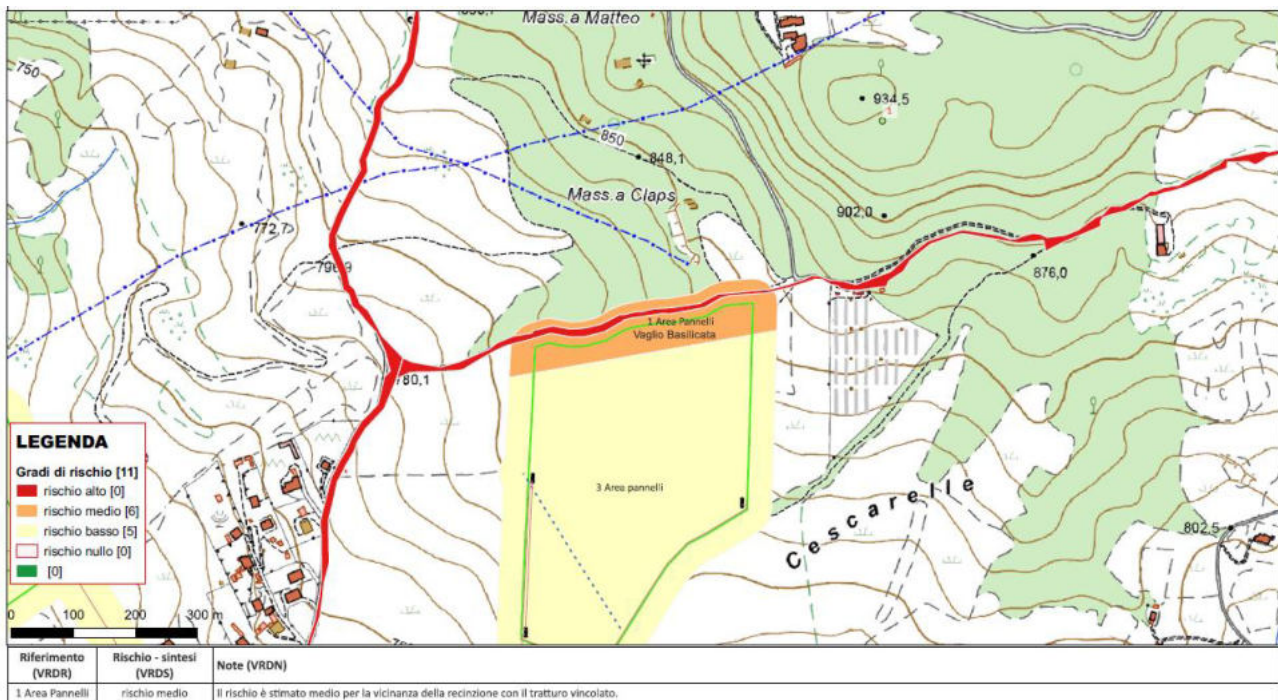 Mass.a Matteo
750
934,5
850
848,1
Mass.a Claps
902,0
772,7
796,9
876,0
1 Area Pannelli
Vaglio Basilicata
780,1
LEGENDA
Gradi di rischio [11]
rischio alto [0]
rischio medio [6]
rischio basso [5]
rischio nullo [0]
[0]
3 Area pannelli
Cescarelle
802,5
0 100 200 300 m
Riferimento (VRDR)
Rischio - sintesi (VRDS)
Note (VRDN)
1 Area Pannelli
rischio medio
Il rischio è stimato medio per la vicinanza della recinzione con il tratturo vincolato.